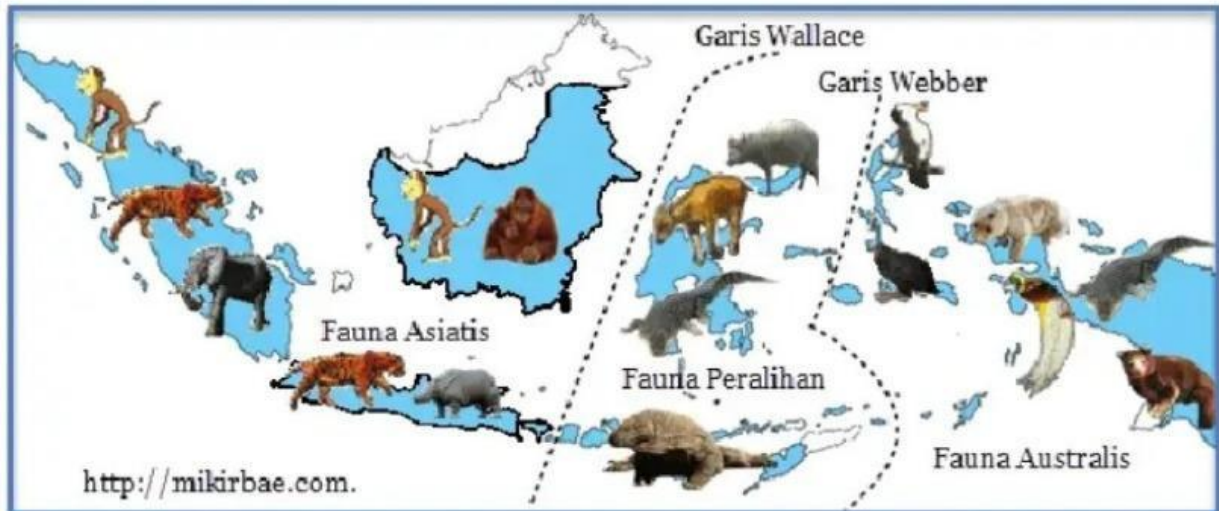 Garis Wallace
Garis Webber
Fauna Asiatis
Fauna Peralihan
Fauna Australis
http://mikirbae.com.